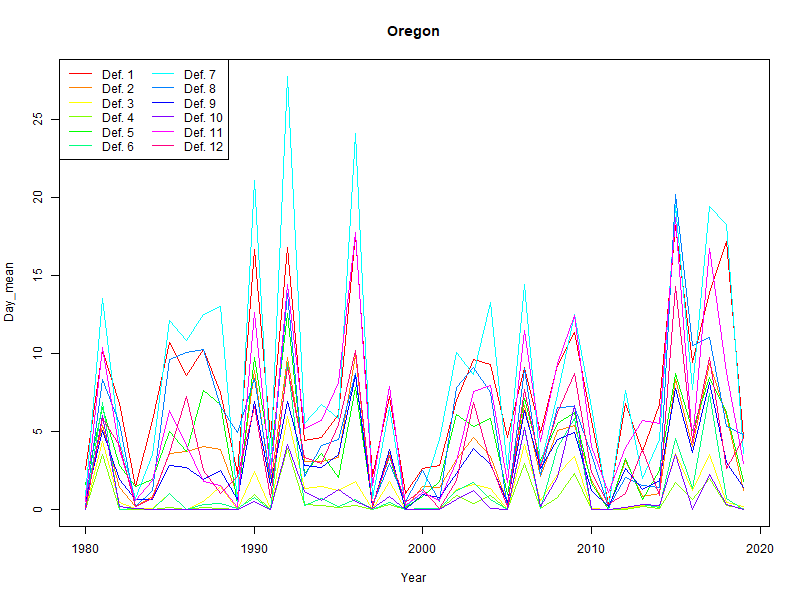 Oregon
Def. 1 Def. 7
Def. 2 Def. 8
Def. 3 Def. 9
Def. 4 Def. 10
Def. 5 Def. 11
Def. 6 Def. 12
Day_mean
25
20
15
10
5
0
1980 1990 2000 2010 2020
Year